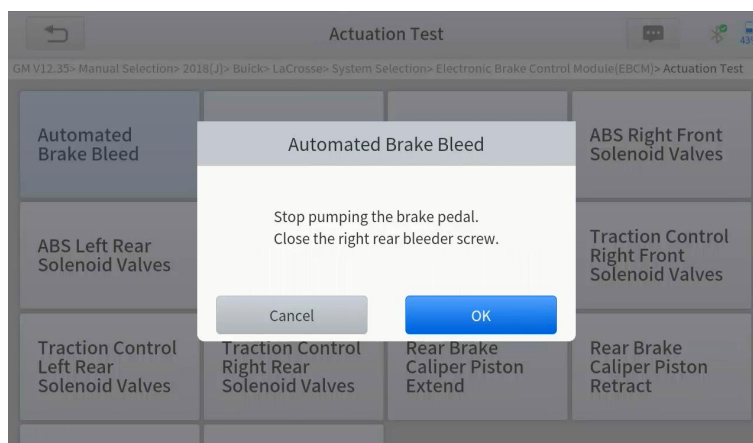 Actuation Test
43%
GM V12.35> Manual Selection> 2018(J)> Buick> LaCrosse> System Selection> Electronic Brake Control Module(EBCM)> Actuation Test
Automated
Brake Bleed
ABS Right Front
Solenoid Valves
Automated Brake Bleed
Stop pumping the brake pedal.
Close the right rear bleeder screw.
Cancel
OK
ABS Left Rear
Solenoid Valves
Traction Control
Right Front
Solenoid Valves
Traction Control
Left Rear
Solenoid Valves
Traction Control
Right Rear
Solenoid Valves
Rear Brake
Caliper Piston
Extend
Rear Brake
Caliper Piston
Retract